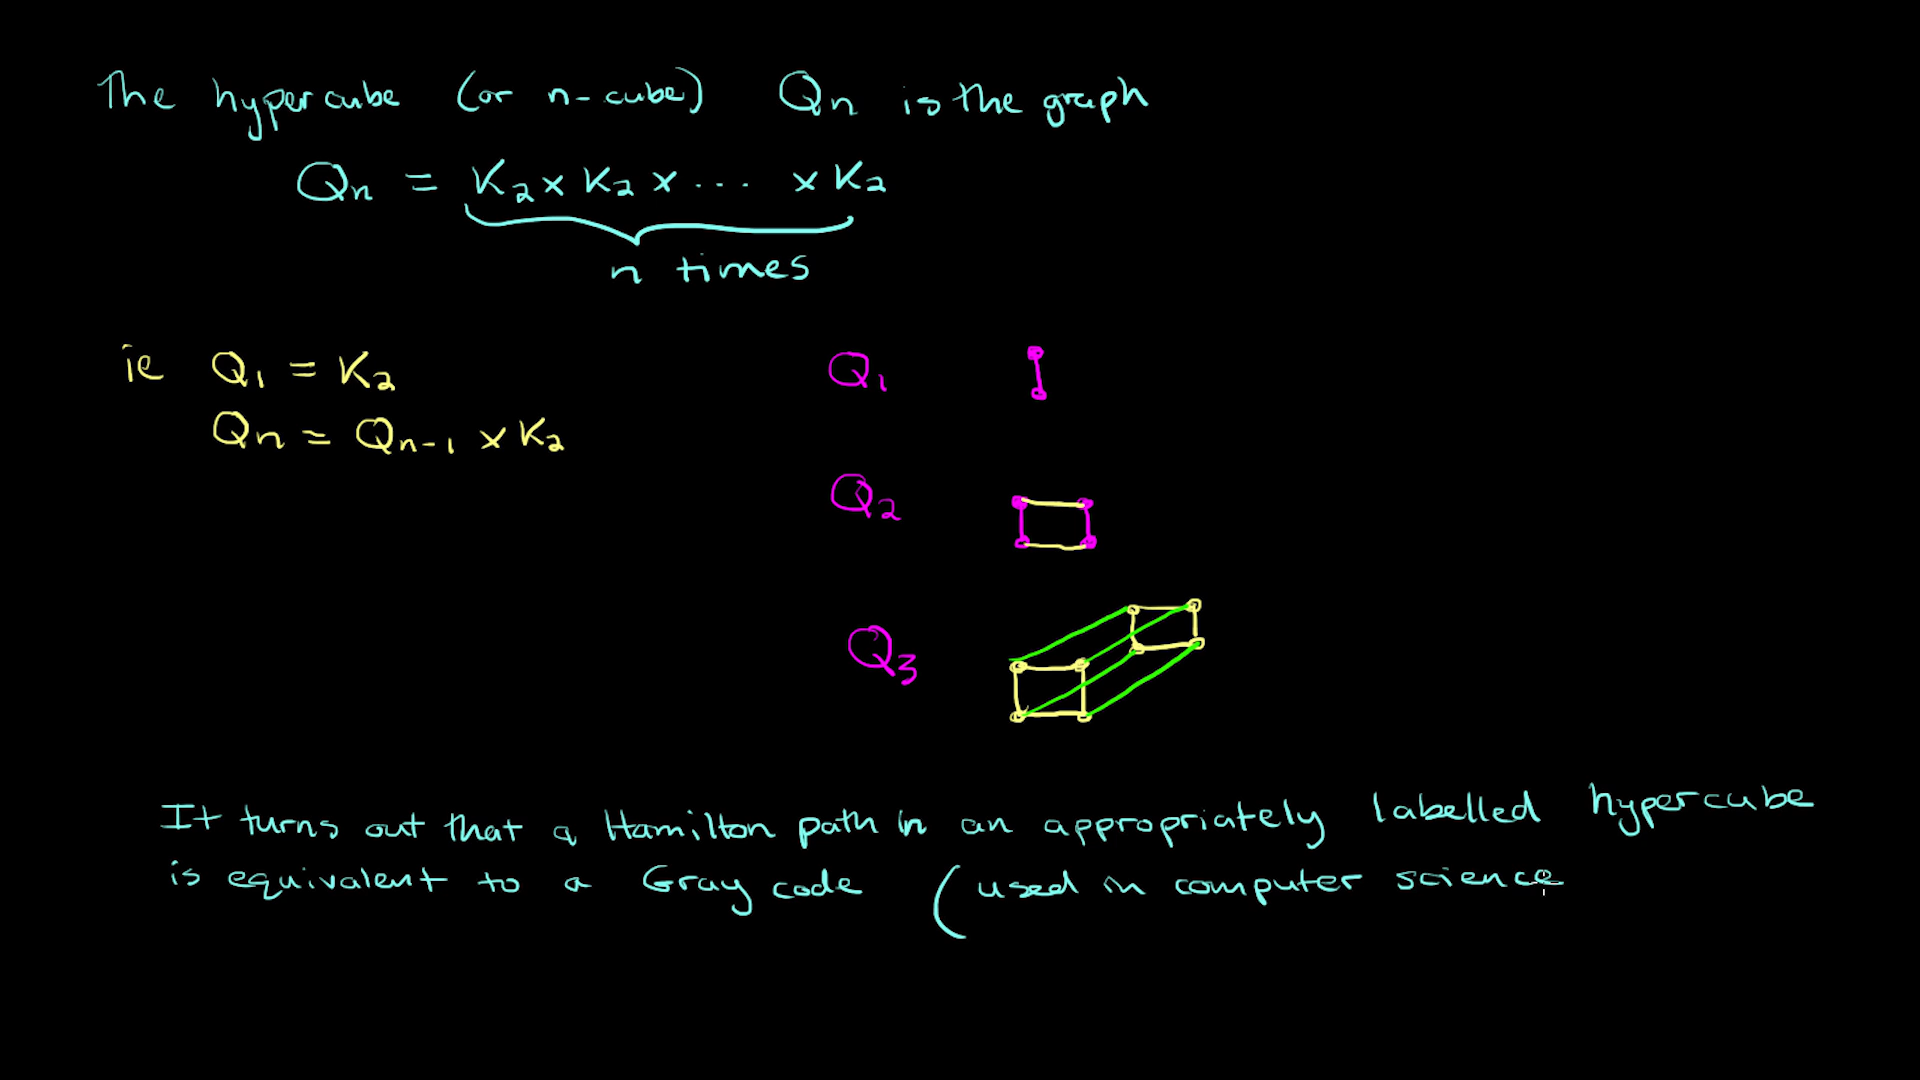 The hypercube (or n-cube) Qn is the graph
Qn = K2 x K2 x ... x K2
n times
ie Q1 = K2
Qn = Qn-1 x K2
Q1
Q2
Q3
It turns out that a Hamilton path in an appropriately labelled hypercube
is equivalent to a Gray code (used in computer science